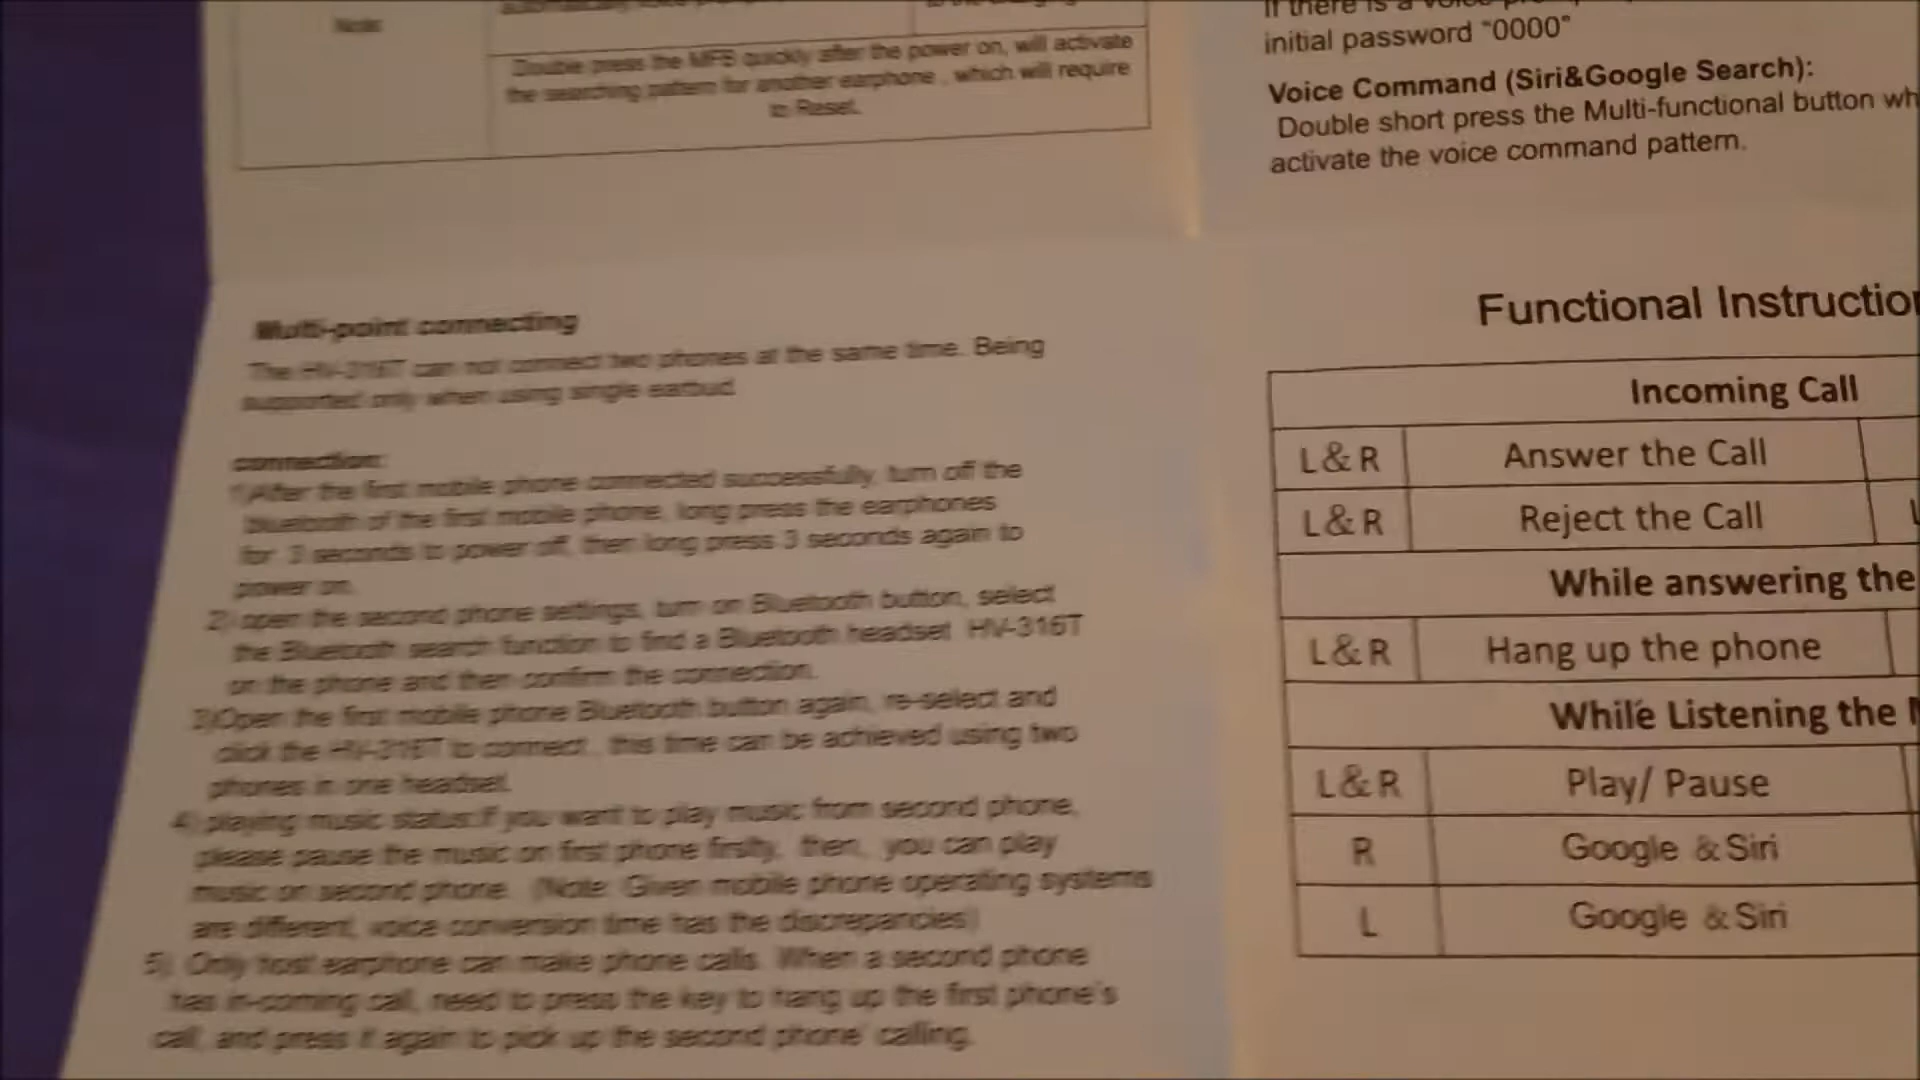 Note:
Double press the MFB quickly after the power on, will activate
the searching pattern for another earphone , which will require
to Reset.
Multi-point connecting
The HV-316T can not connect two phones at the same time. Being
supported only when using single earbud.
connection:
1)After the first mobile phone connected successfully, turn off the
bluetooth of the first mobile phone, long press the earphones
for 3 seconds to power off, then long press 3 seconds again to
power on.
2) open the second phone settings, turn on Bluetooth button, select
the Bluetooth search function to find a Bluetooth headset HV-316T
on the phone and then confirm the connection.
3)Open the first mobile phone Bluetooth button again, re-select and
click the HV-316T to connect , this time can be achieved using two
phones in one headset.
4) playing music status:if you want to play music from second phone,
please pause the music on first phone firstly, then, you can play
music on second phone. (Note: Given mobile phone operating systems
are different, voice conversion time has the discrepancies)
5). Only host earphone can make phone calls. When a second phone
has in-coming call, need to press the key to hang up the first phone's
call, and press it again to pick up the second phone' calling.
If there is a voice
initial password "0000"
Voice Command (Siri&Google Search):
Double short press the Multi-functional button wh
activate the voice command pattern.
Functional Instruction
Incoming Call
L&R Answer the Call
L&R Reject the Call
While answering the
L&R Hang up the phone
While Listening the
L&R Play/ Pause
R Google & Siri
L Google & Siri